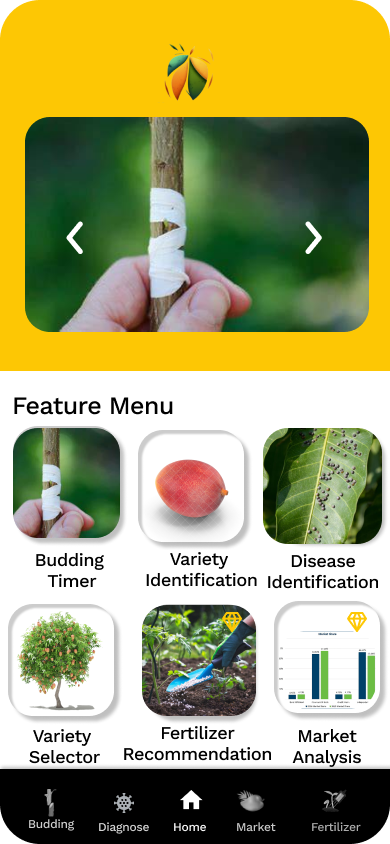 Feature Menu
Budding
Timer
Variety
Identification
Disease
Identification
Variety
Selector
Fertilizer
Recommendation
Market
Analysis
Budding
Diagnose
Home
Market
Fertilizer